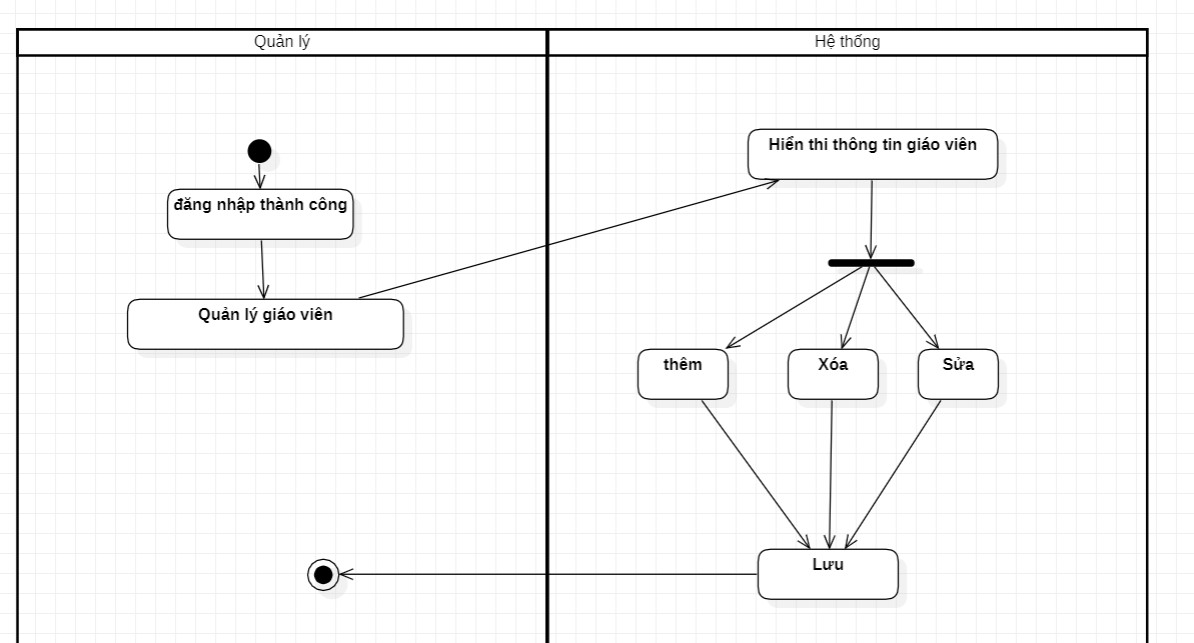 Quản lý
Hệ thống
Hiển thi thông tin giáo viên
đăng nhập thành công
Quản lý giáo viên
thêm
Xóa
Sửa
Lưu